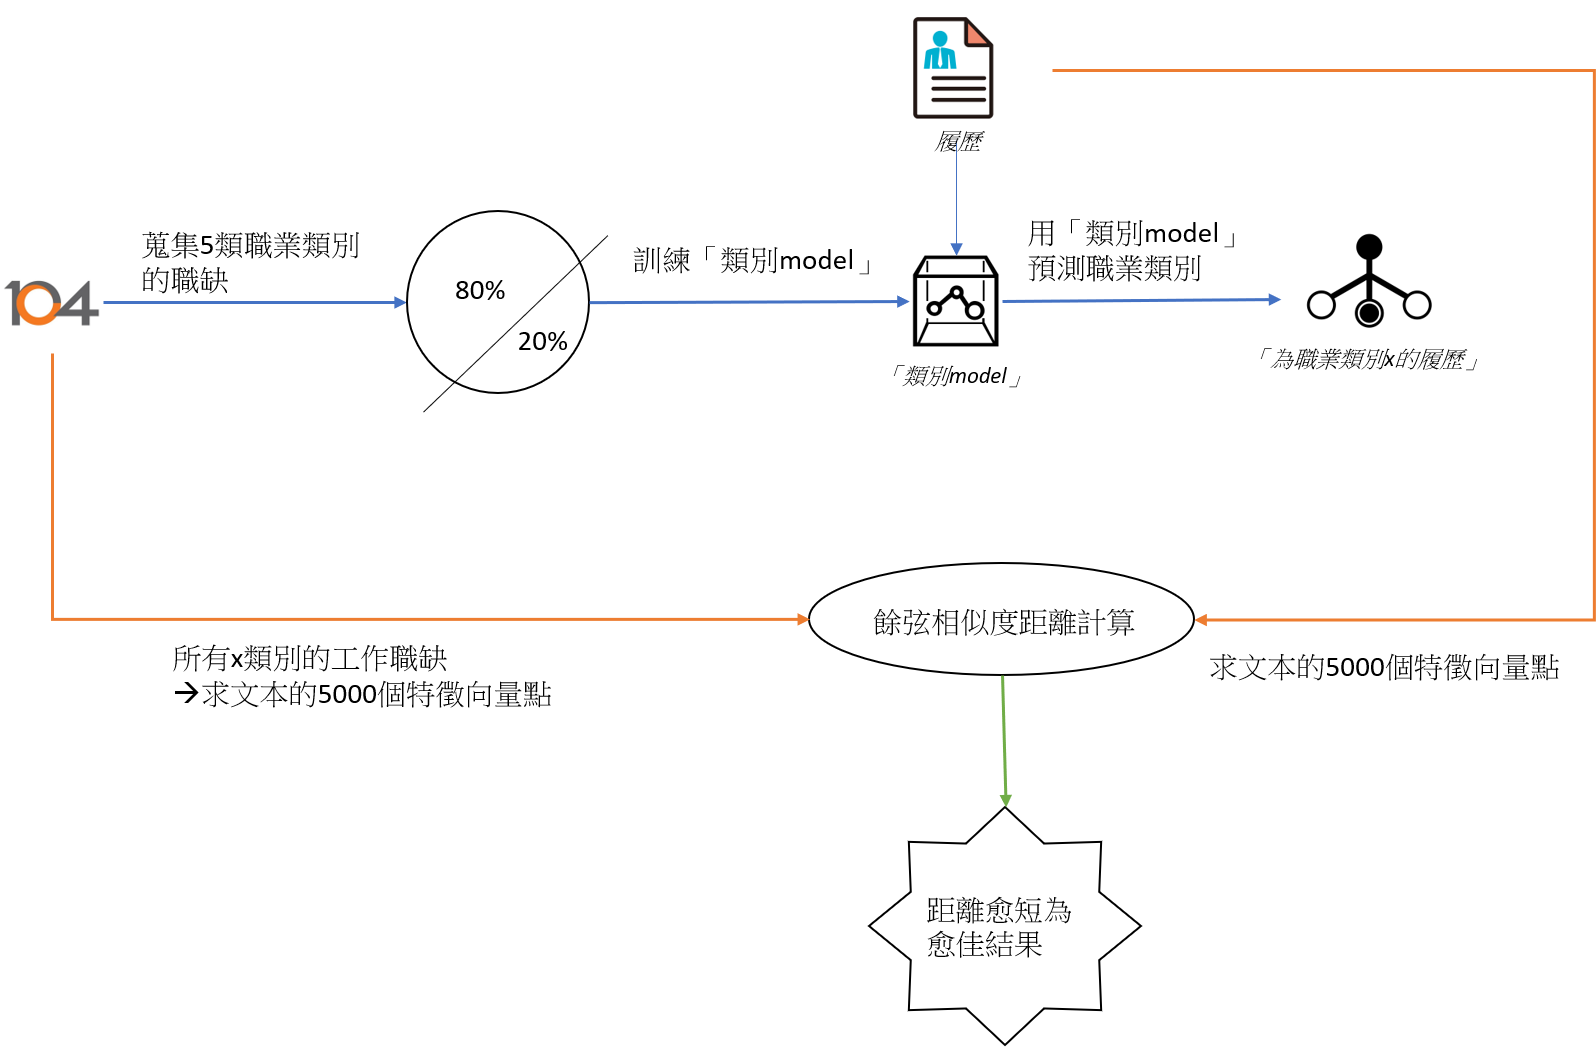 履歷
蒐集5類職業類別
的職缺
104
80%
20%
訓練「類別model」
用「類別model」
預測職業類別
「類別model」
「為職業類別x的履歷」
餘弦相似度距離計算
所有x類別的工作職缺
→求文本的5000個特徵向量點
求文本的5000個特徵向量點
距離愈短為
愈佳結果